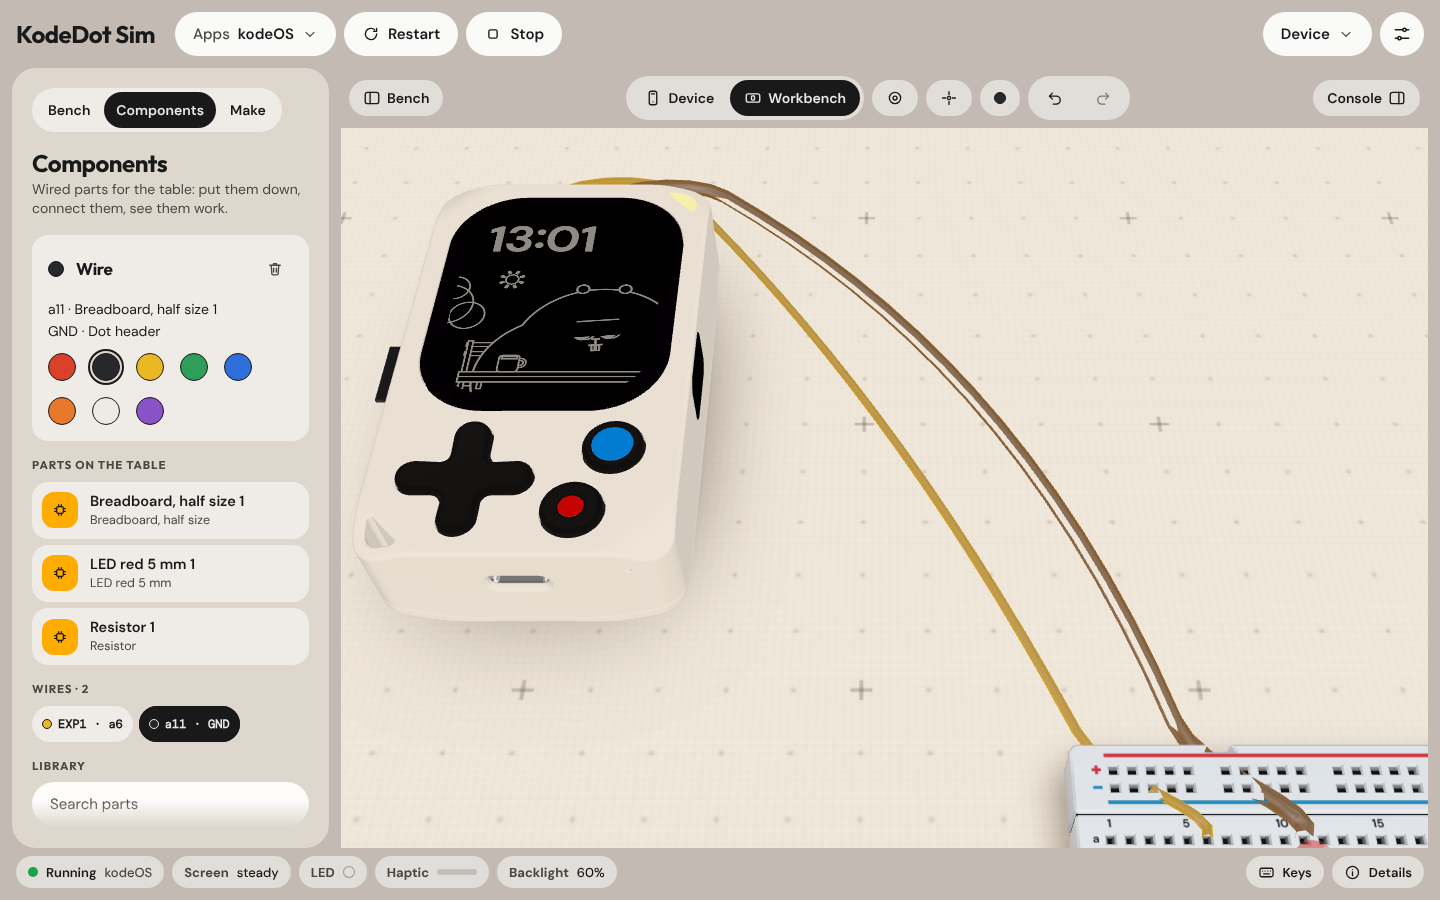 KodeDot Sim
Apps kodeOS
Restart
Stop
Device
Bench
Components
Make
Components
Wired parts for the table: put them down,
connect them, see them work.
Wire
a11 · Breadboard, half size 1
GND · Dot header
PARTS ON THE TABLE
Breadboard, half size 1
Breadboard, half size
LED red 5 mm 1
LED red 5 mm
Resistor 1
Resistor
WIRES · 2
EXP1 · a6
a11 · GND
LIBRARY
Search parts
Bench
Device
Workbench
Console
13:01
+
−
1
5
10
15
a
Running kodeOS
Screen steady
LED
Haptic
Backlight 60%
Keys
Details